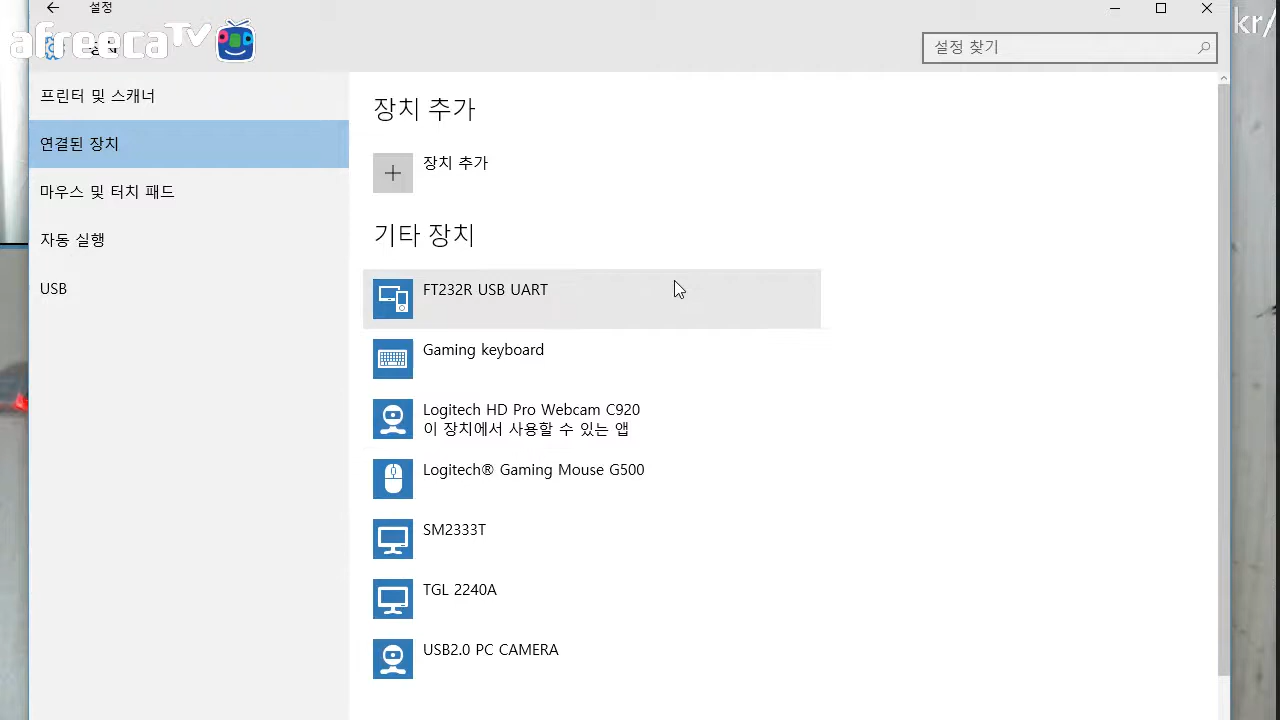 설정
afreecaTV
kr/
설정 찾기
프린터 및 스캐너
연결된 장치
마우스 및 터치 패드
자동 실행
USB
장치 추가
장치 추가
기타 장치
FT232R USB UART
Gaming keyboard
Logitech HD Pro Webcam C920
이 장치에서 사용할 수 있는 앱
Logitech® Gaming Mouse G500
SM2333T
TGL 2240A
USB2.0 PC CAMERA